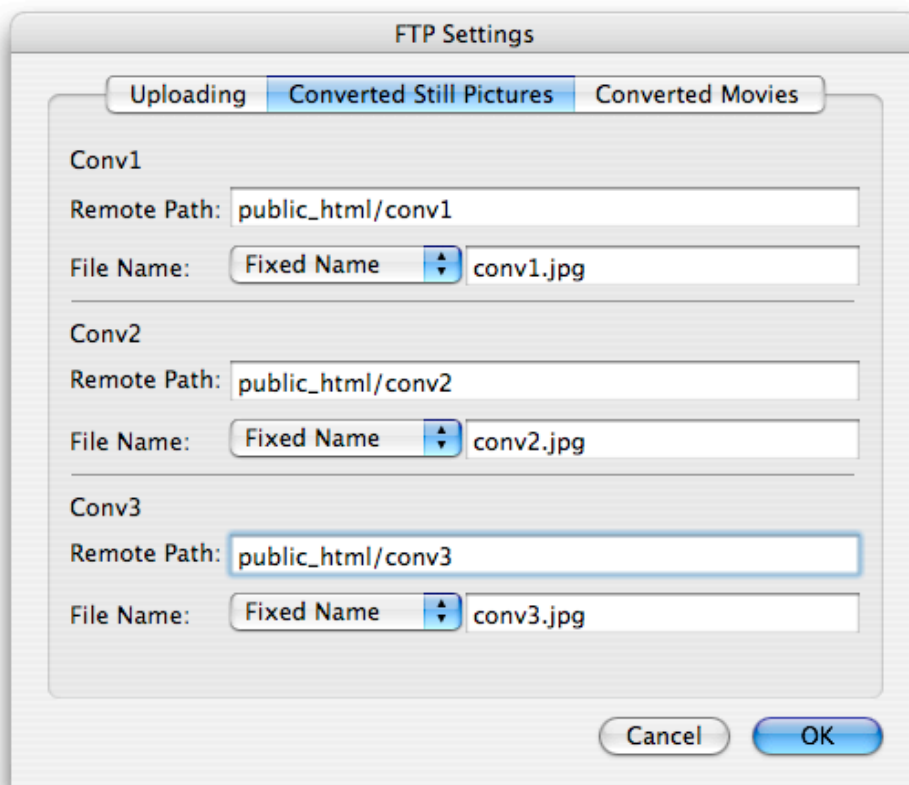 FTP Settings
Uploading Converted Still Pictures Converted Movies
Conv1
Remote Path: public_html/conv1
File Name: Fixed Name conv1.jpg
Conv2
Remote Path: public_html/conv2
File Name: Fixed Name conv2.jpg
Conv3
Remote Path: public_html/conv3
File Name: Fixed Name conv3.jpg
Cancel OK